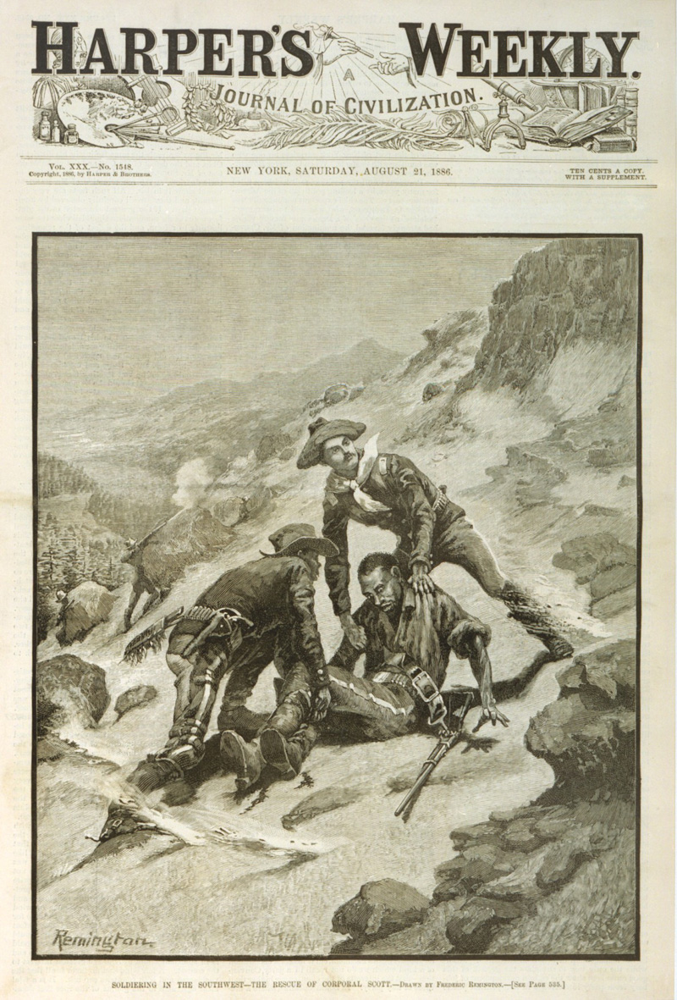 HARPER'S WEEKLY.
A
JOURNAL OF CIVILIZATION.
VOL. XXX.—NO. 1548.
Copyright, 1886, by HARPER & BROTHERS.
NEW YORK, SATURDAY, AUGUST 21, 1886.
TEN CENTS A COPY.
WITH A SUPPLEMENT.
Remington
SOLDIERING IN THE SOUTHWEST—THE RESCUE OF CORPORAL SCOTT.—DRAWN BY FREDERIC REMINGTON.—[SEE PAGE 535.]